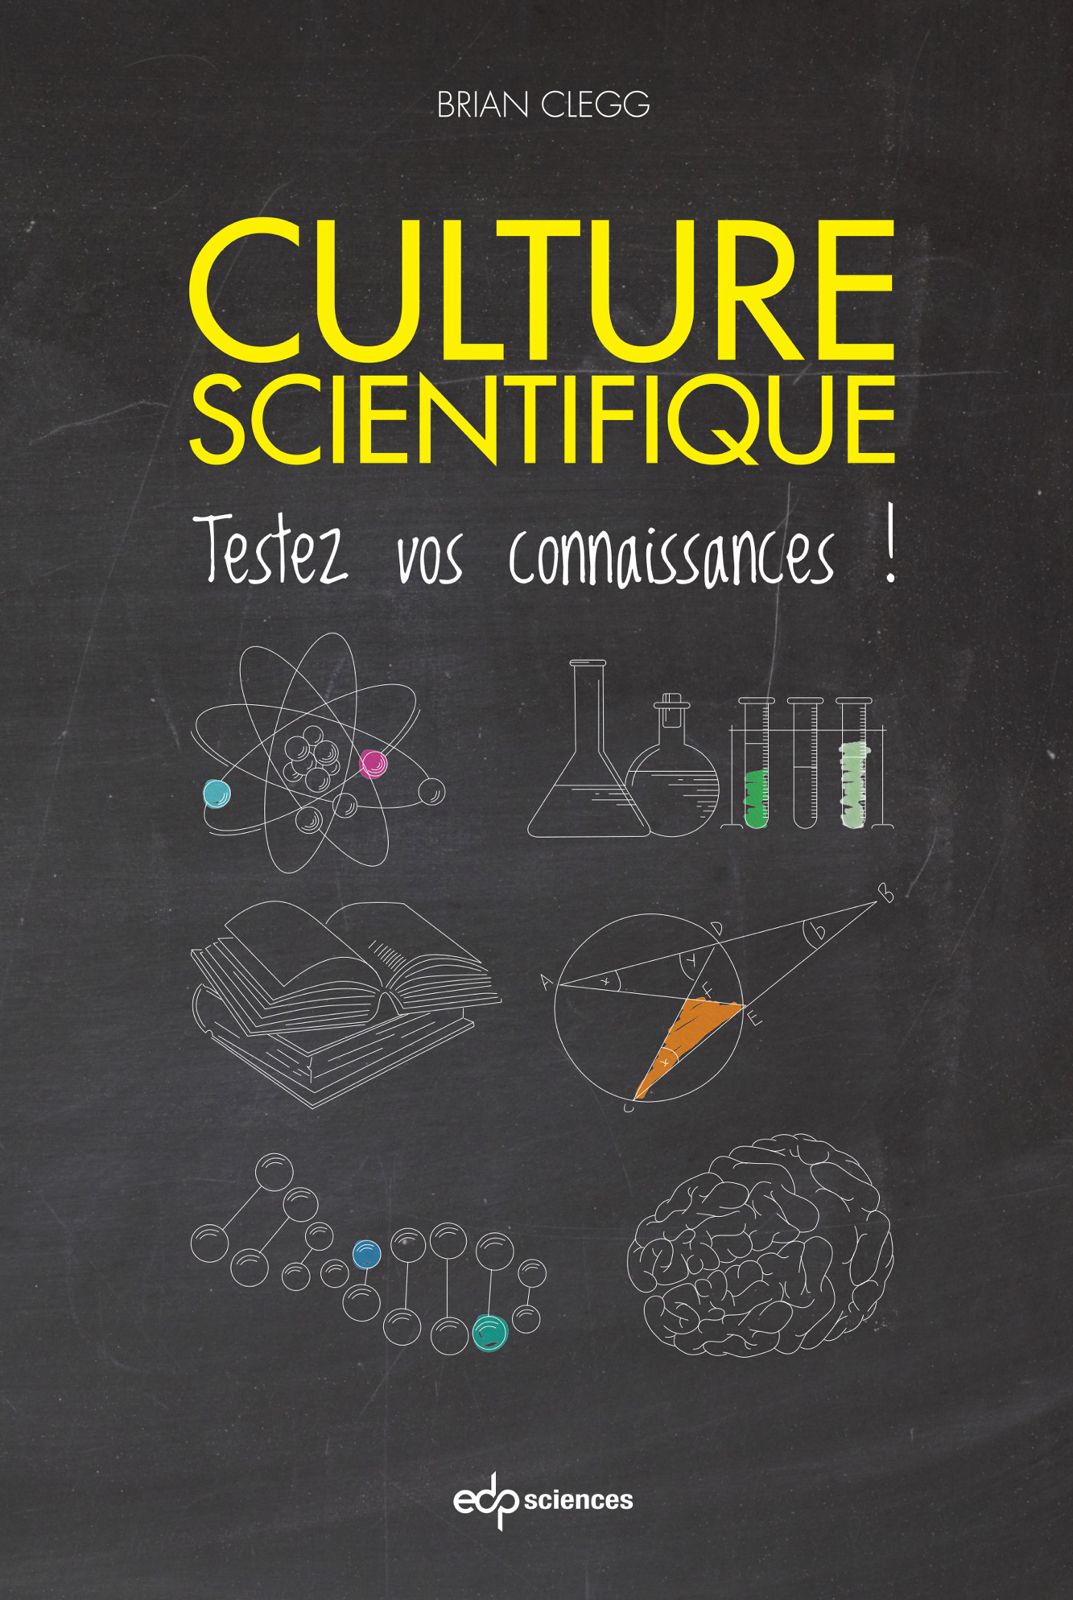 BRIAN CLEGG
CULTURE
SCIENTIFIQUE
Testez vos connaissances !
B
D
b
A
x
y
F
E
x
C
edp sciences